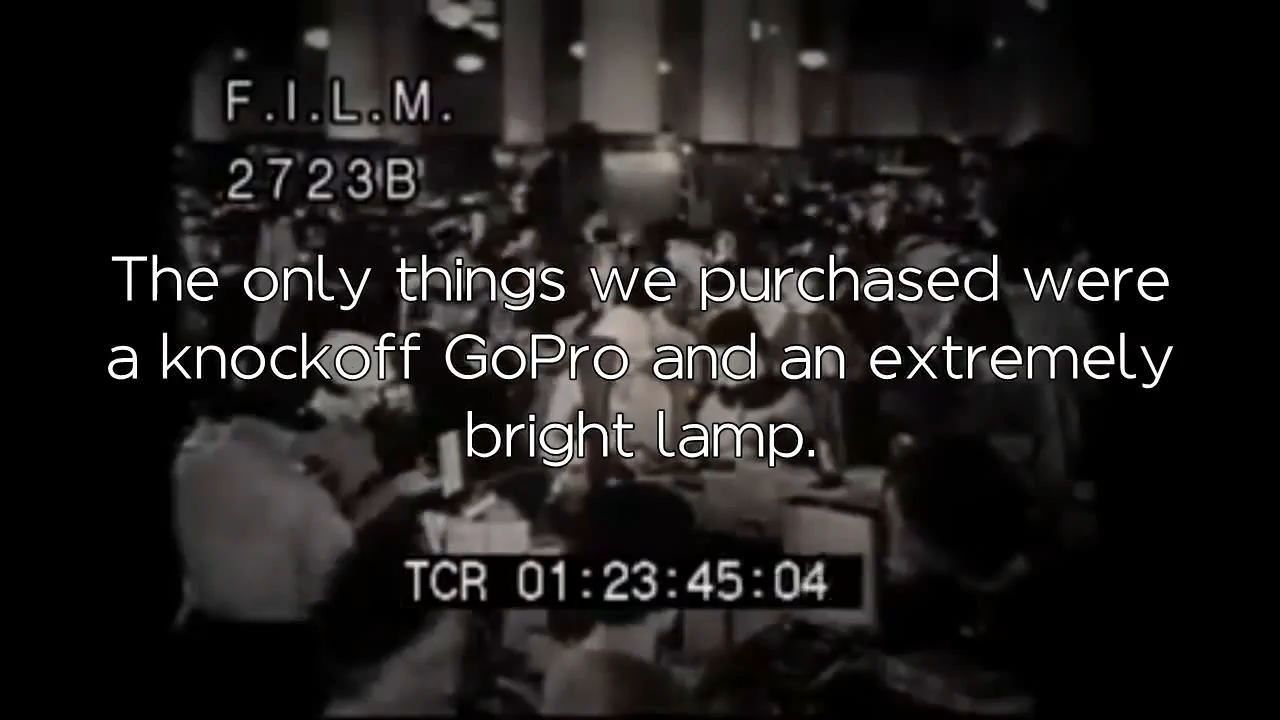 F.I.L.M.
2723B
The only things we purchased were
a knockoff GoPro and an extremely
bright lamp.
TCR 01:23:45:04